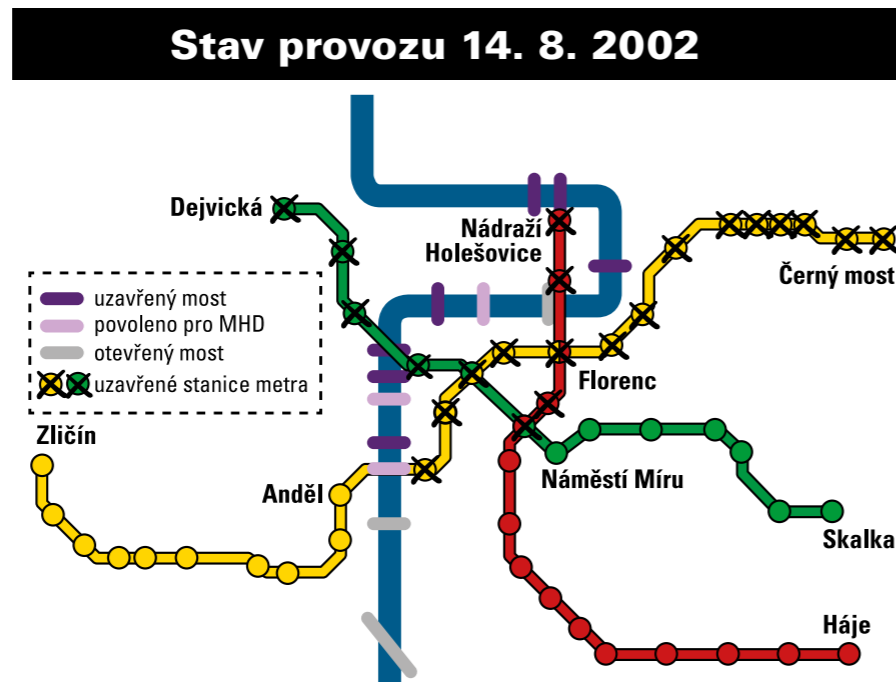 Stav provozu 14. 8. 2002
Dejvická
Nádraží
Holešovice
Černý most
uzavřený most
povoleno pro MHD
otevřený most
uzavřené stanice metra
Florenc
Zličín
Anděl
Náměstí Míru
Skalka
Háje